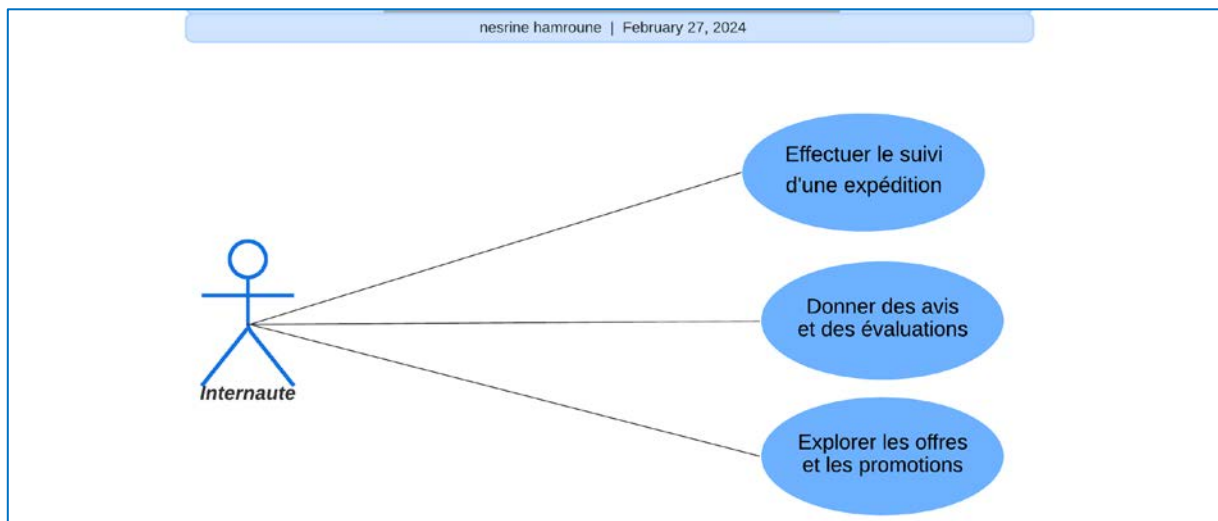 nesrine hamroune | February 27, 2024
Effectuer le suivi
d'une expédition
Donner des avis
et des évaluations
Internaute
Explorer les offres
et les promotions